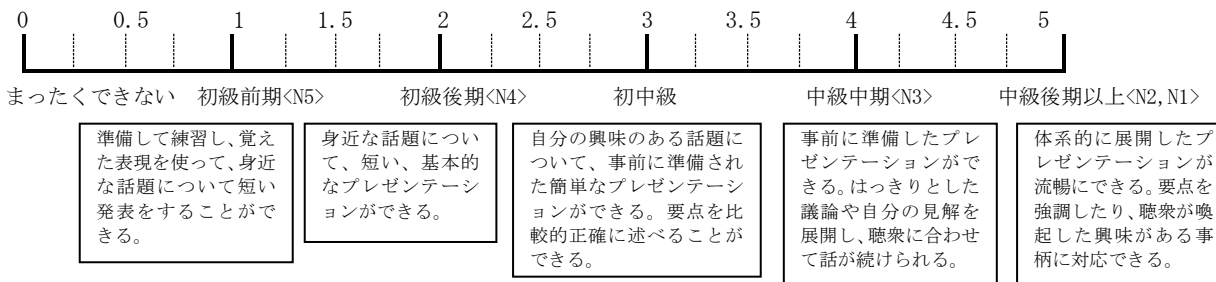 0 0.5 1 1.5 2 2.5 3 3.5 4 4.5 5
まったくできない 初級前期<N5> 初級後期<N4> 初中級 中級中期<N3> 中級後期以上<N2,N1>
準備して練習し、覚え
た表現を使って、身近
な話題について短い
発表をすることがで
きる。
身近な話題につい
て、短い、基本的
なプレゼンテーシ
ョンができる。
自分の興味のある話題に
ついて、事前に準備され
た簡単なプレゼンテーシ
ョンができる。要点を比
較的正確に述べることが
できる。
事前に準備したプレ
ゼンテーションがで
きる。はっきりとした
議論や自分の見解を
展開し、聴衆に合わせ
て話が続けられる。
体系的に展開したプ
レゼンテーションが
流暢にできる。要点を
強調したり、聴衆が喚
起した興味がある事
柄に対応できる。